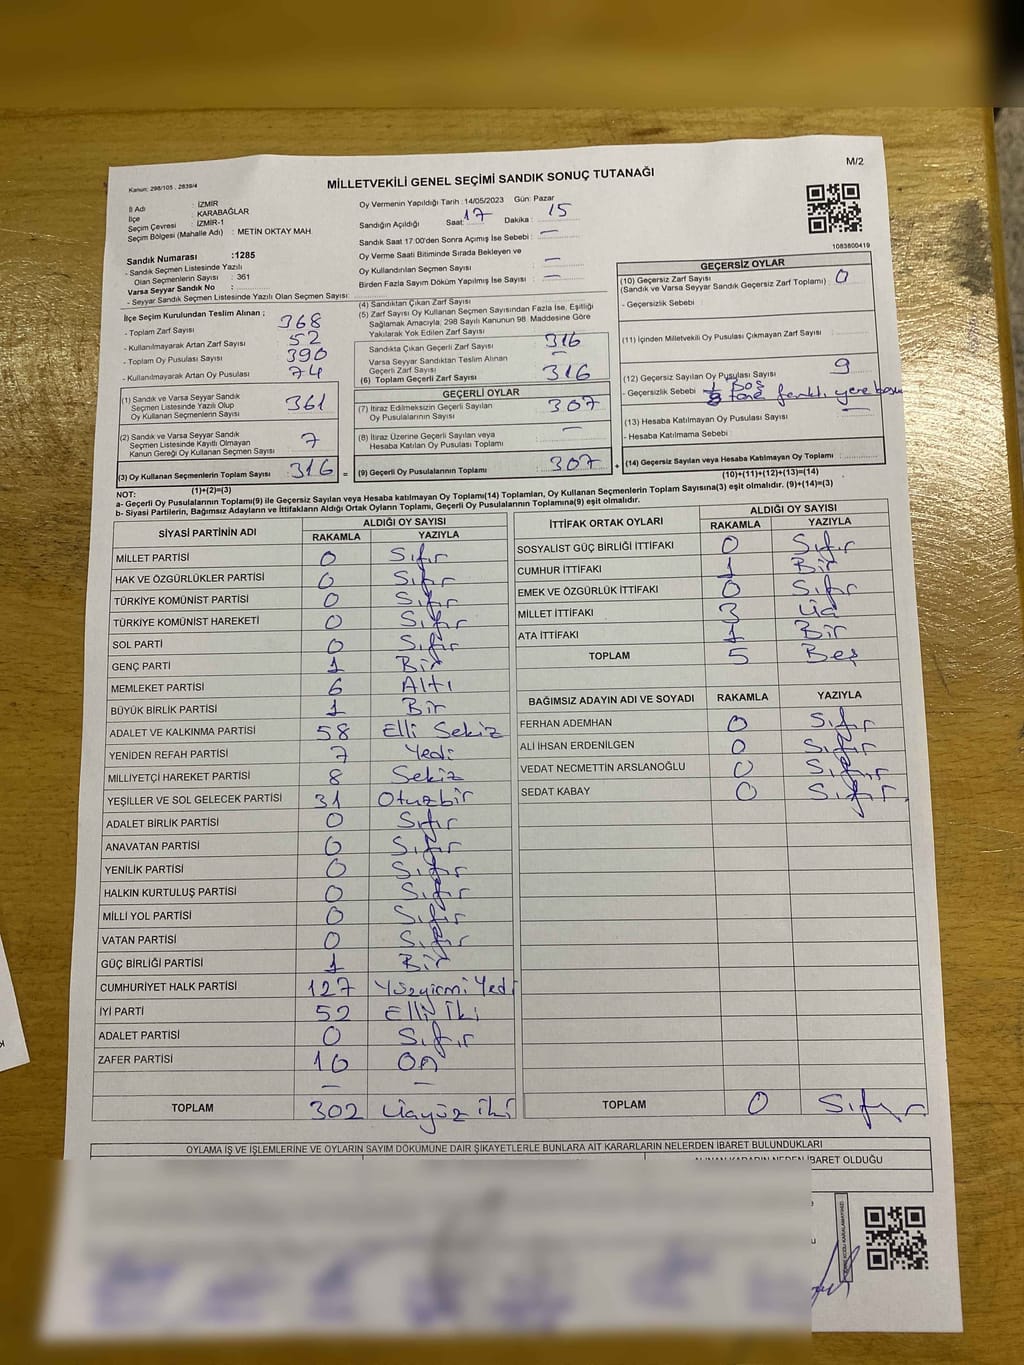 M/2
Kanun: 298/105 , 2839/4
MİLLETVEKİLİ GENEL SEÇİMİ SANDIK SONUÇ TUTANAĞI
1083800419
İl Adı : İZMİR
İlçe : KARABAĞLAR
Seçim Çevresi : İZMİR-1
Seçim Bölgesi (Mahalle Adı) : METİN OKTAY MAH
Sandık Numarası :1285
- Sandık Seçmen Listesinde Yazılı
Olan Seçmenlerin Sayısı : 361
Varsa Seyyar Sandık No :
- Seyyar Sandık Seçmen Listesinde Yazılı Olan Seçmen Sayısı:
Oy Vermenin Yapıldığı Tarih :14/05/2023 Gün: Pazar
Sandığın Açıldığı Saat: 17 Dakika : 15
Sandık Saat 17:00'den Sonra Açımış İse Sebebi : —
Oy Verme Saati Bitiminde Sırada Bekleyen ve
Oy Kullandırılan Seçmen Sayısı : —
Birden Fazla Sayım Döküm Yapılmış İse Sayısı : —
İlçe Seçim Kurulundan Teslim Alınan ;
- Toplam Zarf Sayısı : 368
- Kullanılmayarak Artan Zarf Sayısı : 52
- Toplam Oy Pusulası Sayısı : 390
- Kullanılmayarak Artan Oy Pusulası : 74
(1) Sandık ve Varsa Seyyar Sandık
Seçmen Listesinde Yazılı Olup
Oy Kullanan Seçmenlerin Sayısı : 361
(2) Sandık ve Varsa Seyyar Sandık
Seçmen Listesinde Kayıtlı Olmayan
Kanun Gereği Oy Kullanan Seçmen Sayısı : 7
(3) Oy Kullanan Seçmenlerin Toplam Sayısı : 316 =
(1)+(2)=(3)
(4) Sandıktan Çıkan Zarf Sayısı
(5) Zarf Sayısı Oy Kullanan Seçmen Sayısından Fazla İse, Eşitliği
Sağlamak Amacıyla; 298 Sayılı Kanunun 98. Maddesine Göre
Yakılarak Yok Edilen Zarf Sayısı
Sandıkta Çıkan Geçerli Zarf Sayısı : 316
Varsa Seyyar Sandıktan Teslim Alınan
Geçerli Zarf Sayısı : —
(6) Toplam Geçerli Zarf Sayısı : 316
GEÇERLİ OYLAR
(7) İtiraz Edilmeksizin Geçerli Sayılan
Oy Pusulalarının Sayısı : 307
(8) İtiraz Üzerine Geçerli Sayılan veya
Hesaba Katılan Oy Pusulası Toplamı : —
(9) Geçerli Oy Pusulalarının Toplamı : 307 +
GEÇERSİZ OYLAR
(10) Geçersiz Zarf Sayısı : 0
(Sandık ve Varsa Seyyar Sandık Geçersiz Zarf Toplamı)
- Geçersizlik Sebebi :
(11) İçinden Milletvekili Oy Pusulası Çıkmayan Zarf Sayısı :
(12) Geçersiz Sayılan Oy Pusulası Sayısı : 9
- Geçersizlik Sebebi : 1 boş
8 tane farklı yere
(13) Hesaba Katılmayan Oy Pusulası Sayısı : —
- Hesaba Katılmama Sebebi :
(14) Geçersiz Sayılan veya Hesaba Katılmayan Oy Toplamı :
(10)+(11)+(12)+(13)=(14)
NOT:
a- Geçerli Oy Pusulalarının Toplamı(9) ile Geçersiz Sayılan veya Hesaba katılmayan Oy Toplamı(14) Toplamları, Oy Kullanan Seçmenlerin Toplam Sayısına(3) eşit olmalıdır. (9)+(14)=(3)
b- Siyasi Partilerin, Bağımsız Adayların ve İttifakların Aldığı Ortak Oyların Toplamı, Geçerli Oy Pusulalarının Toplamına(9) eşit olmalıdır.
SİYASİ PARTİNİN ADI ALDIĞI OY SAYISI
RAKAMLA YAZIYLA
MİLLET PARTİSİ 0 Sıfır
HAK VE ÖZGÜRLÜKLER PARTİSİ 0 Sıfır
TÜRKİYE KOMÜNİST PARTİSİ 0 Sıfır
TÜRKİYE KOMÜNİST HAREKETİ 0 Sıfır
SOL PARTİ 0 Sıfır
GENÇ PARTİ 1 Bir
MEMLEKET PARTİSİ 6 Altı
BÜYÜK BİRLİK PARTİSİ 1 Bir
ADALET VE KALKINMA PARTİSİ 58 Elli Sekiz
YENİDEN REFAH PARTİSİ 7 Yedi
MİLLİYETÇİ HAREKET PARTİSİ 8 Sekiz
YEŞİLLER VE SOL GELECEK PARTİSİ 31 Otuzbir
ADALET BİRLİK PARTİSİ 0 Sıfır
ANAVATAN PARTİSİ 0 Sıfır
YENİLİK PARTİSİ 0 Sıfır
HALKIN KURTULUŞ PARTİSİ 0 Sıfır
MİLLİ YOL PARTİSİ 0 Sıfır
VATAN PARTİSİ 0 Sıfır
GÜÇ BİRLİĞİ PARTİSİ 1 Bir
CUMHURİYET HALK PARTİSİ 127 Yüzyirmi Yedi
İYİ PARTİ 52 Elli İki
ADALET PARTİSİ 0 Sıfır
ZAFER PARTİSİ 10 On
— —
TOPLAM 302 Üçyüz iki
İTTİFAK ORTAK OYLARI ALDIĞI OY SAYISI
RAKAMLA YAZIYLA
SOSYALİST GÜÇ BİRLİĞİ İTTİFAKI 0 Sıfır
CUMHUR İTTİFAKI 1 Bir
EMEK VE ÖZGÜRLÜK İTTİFAKI 0 Sıfır
MİLLET İTTİFAKI 3 Üç
ATA İTTİFAKI 1 Bir
TOPLAM 5 Beş
BAĞIMSIZ ADAYIN ADI VE SOYADI RAKAMLA YAZIYLA
FERHAN ADEMHAN 0 Sıfır
ALİ İHSAN ERDENİLGEN 0 Sıfır
VEDAT NECMETTİN ARSLANOĞLU 0 Sıfır
SEDAT KABAY 0 Sıfır
TOPLAM 0 Sıfır
OYLAMA İŞ VE İŞLEMLERİNE VE OYLARIN SAYIM DÖKÜMÜNE DAİR ŞİKAYETLERLE BUNLARA AİT KARARLARIN NELERDEN İBARET BULUNDUKLARI
ALINAN KARARIN NEDEN İBARET OLDUĞU